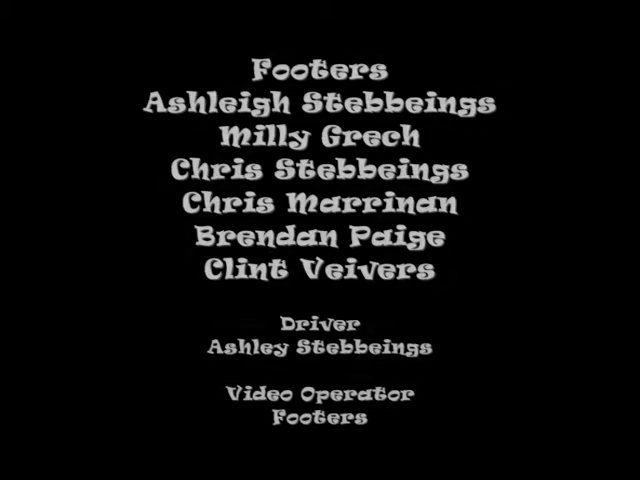 Footers
Ashleigh Stebbeings
Milly Grech
Chris Stebbeings
Chris Marrinan
Brendan Paige
Clint Veivers
Driver
Ashley Stebbeings
Video Operator
Footers